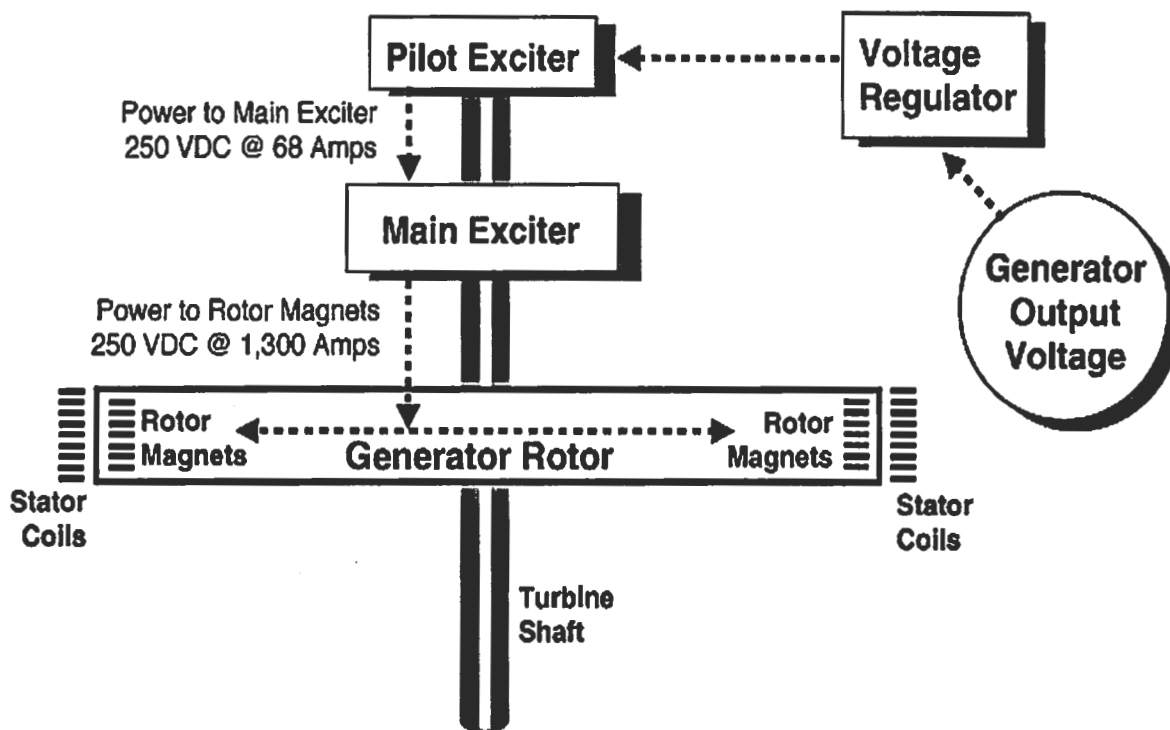 Pilot Exciter
Voltage
Regulator
Power to Main Exciter
250 VDC @ 68 Amps
Main Exciter
Generator
Output
Voltage
Power to Rotor Magnets
250 VDC @ 1,300 Amps
Rotor
Magnets
Generator Rotor
Rotor
Magnets
Stator
Coils
Stator
Coils
Turbine
Shaft